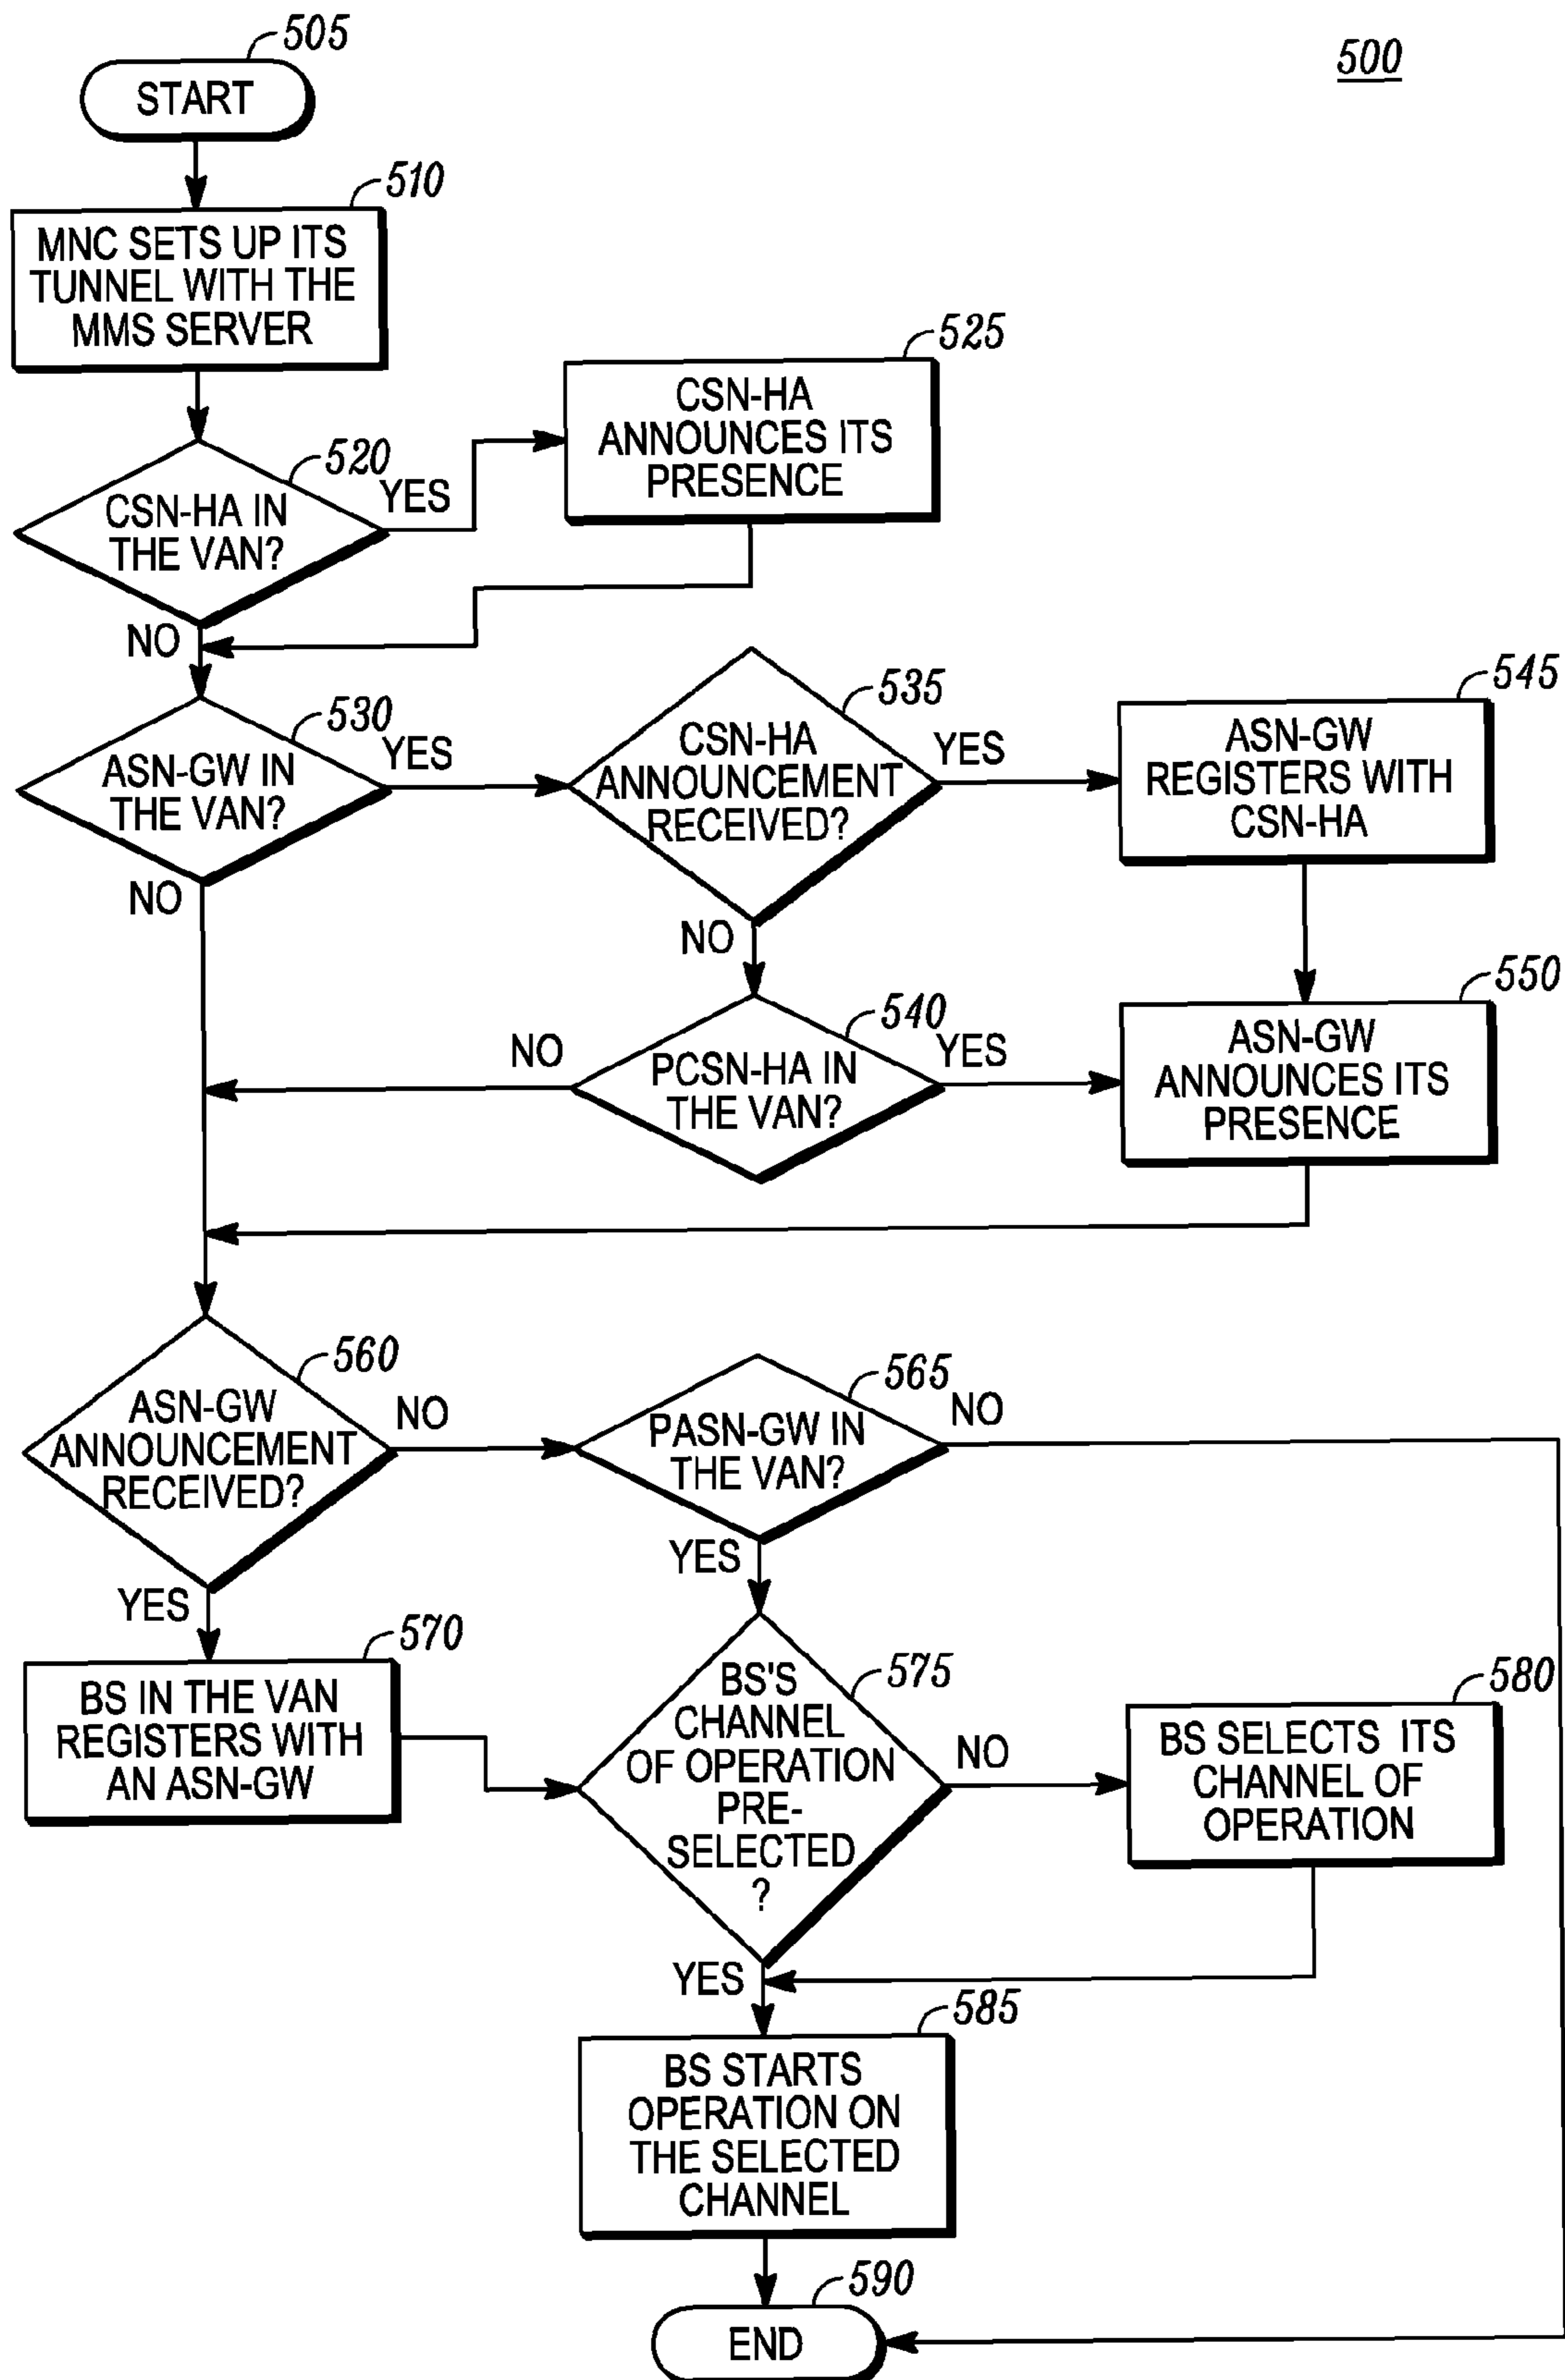 500
505
START
510
MNC SETS UP ITS
TUNNEL WITH THE
MMS SERVER
520
CSN-HA IN
THE VAN?
YES
NO
525
CSN-HA
ANNOUNCES ITS
PRESENCE
530
ASN-GW IN
THE VAN?
YES
NO
535
CSN-HA
ANNOUNCEMENT
RECEIVED?
YES
NO
545
ASN-GW
REGISTERS WITH
CSN-HA
540
PCSN-HA IN
THE VAN?
NO
YES
550
ASN-GW
ANNOUNCES ITS
PRESENCE
560
ASN-GW
ANNOUNCEMENT
RECEIVED?
NO
YES
565
PASN-GW IN
THE VAN?
NO
YES
570
BS IN THE VAN
REGISTERS WITH
AN ASN-GW
575
BS'S
CHANNEL
OF OPERATION
PRE-
SELECTED
?
NO
YES
580
BS SELECTS ITS
CHANNEL OF
OPERATION
585
BS STARTS
OPERATION ON
THE SELECTED
CHANNEL
590
END